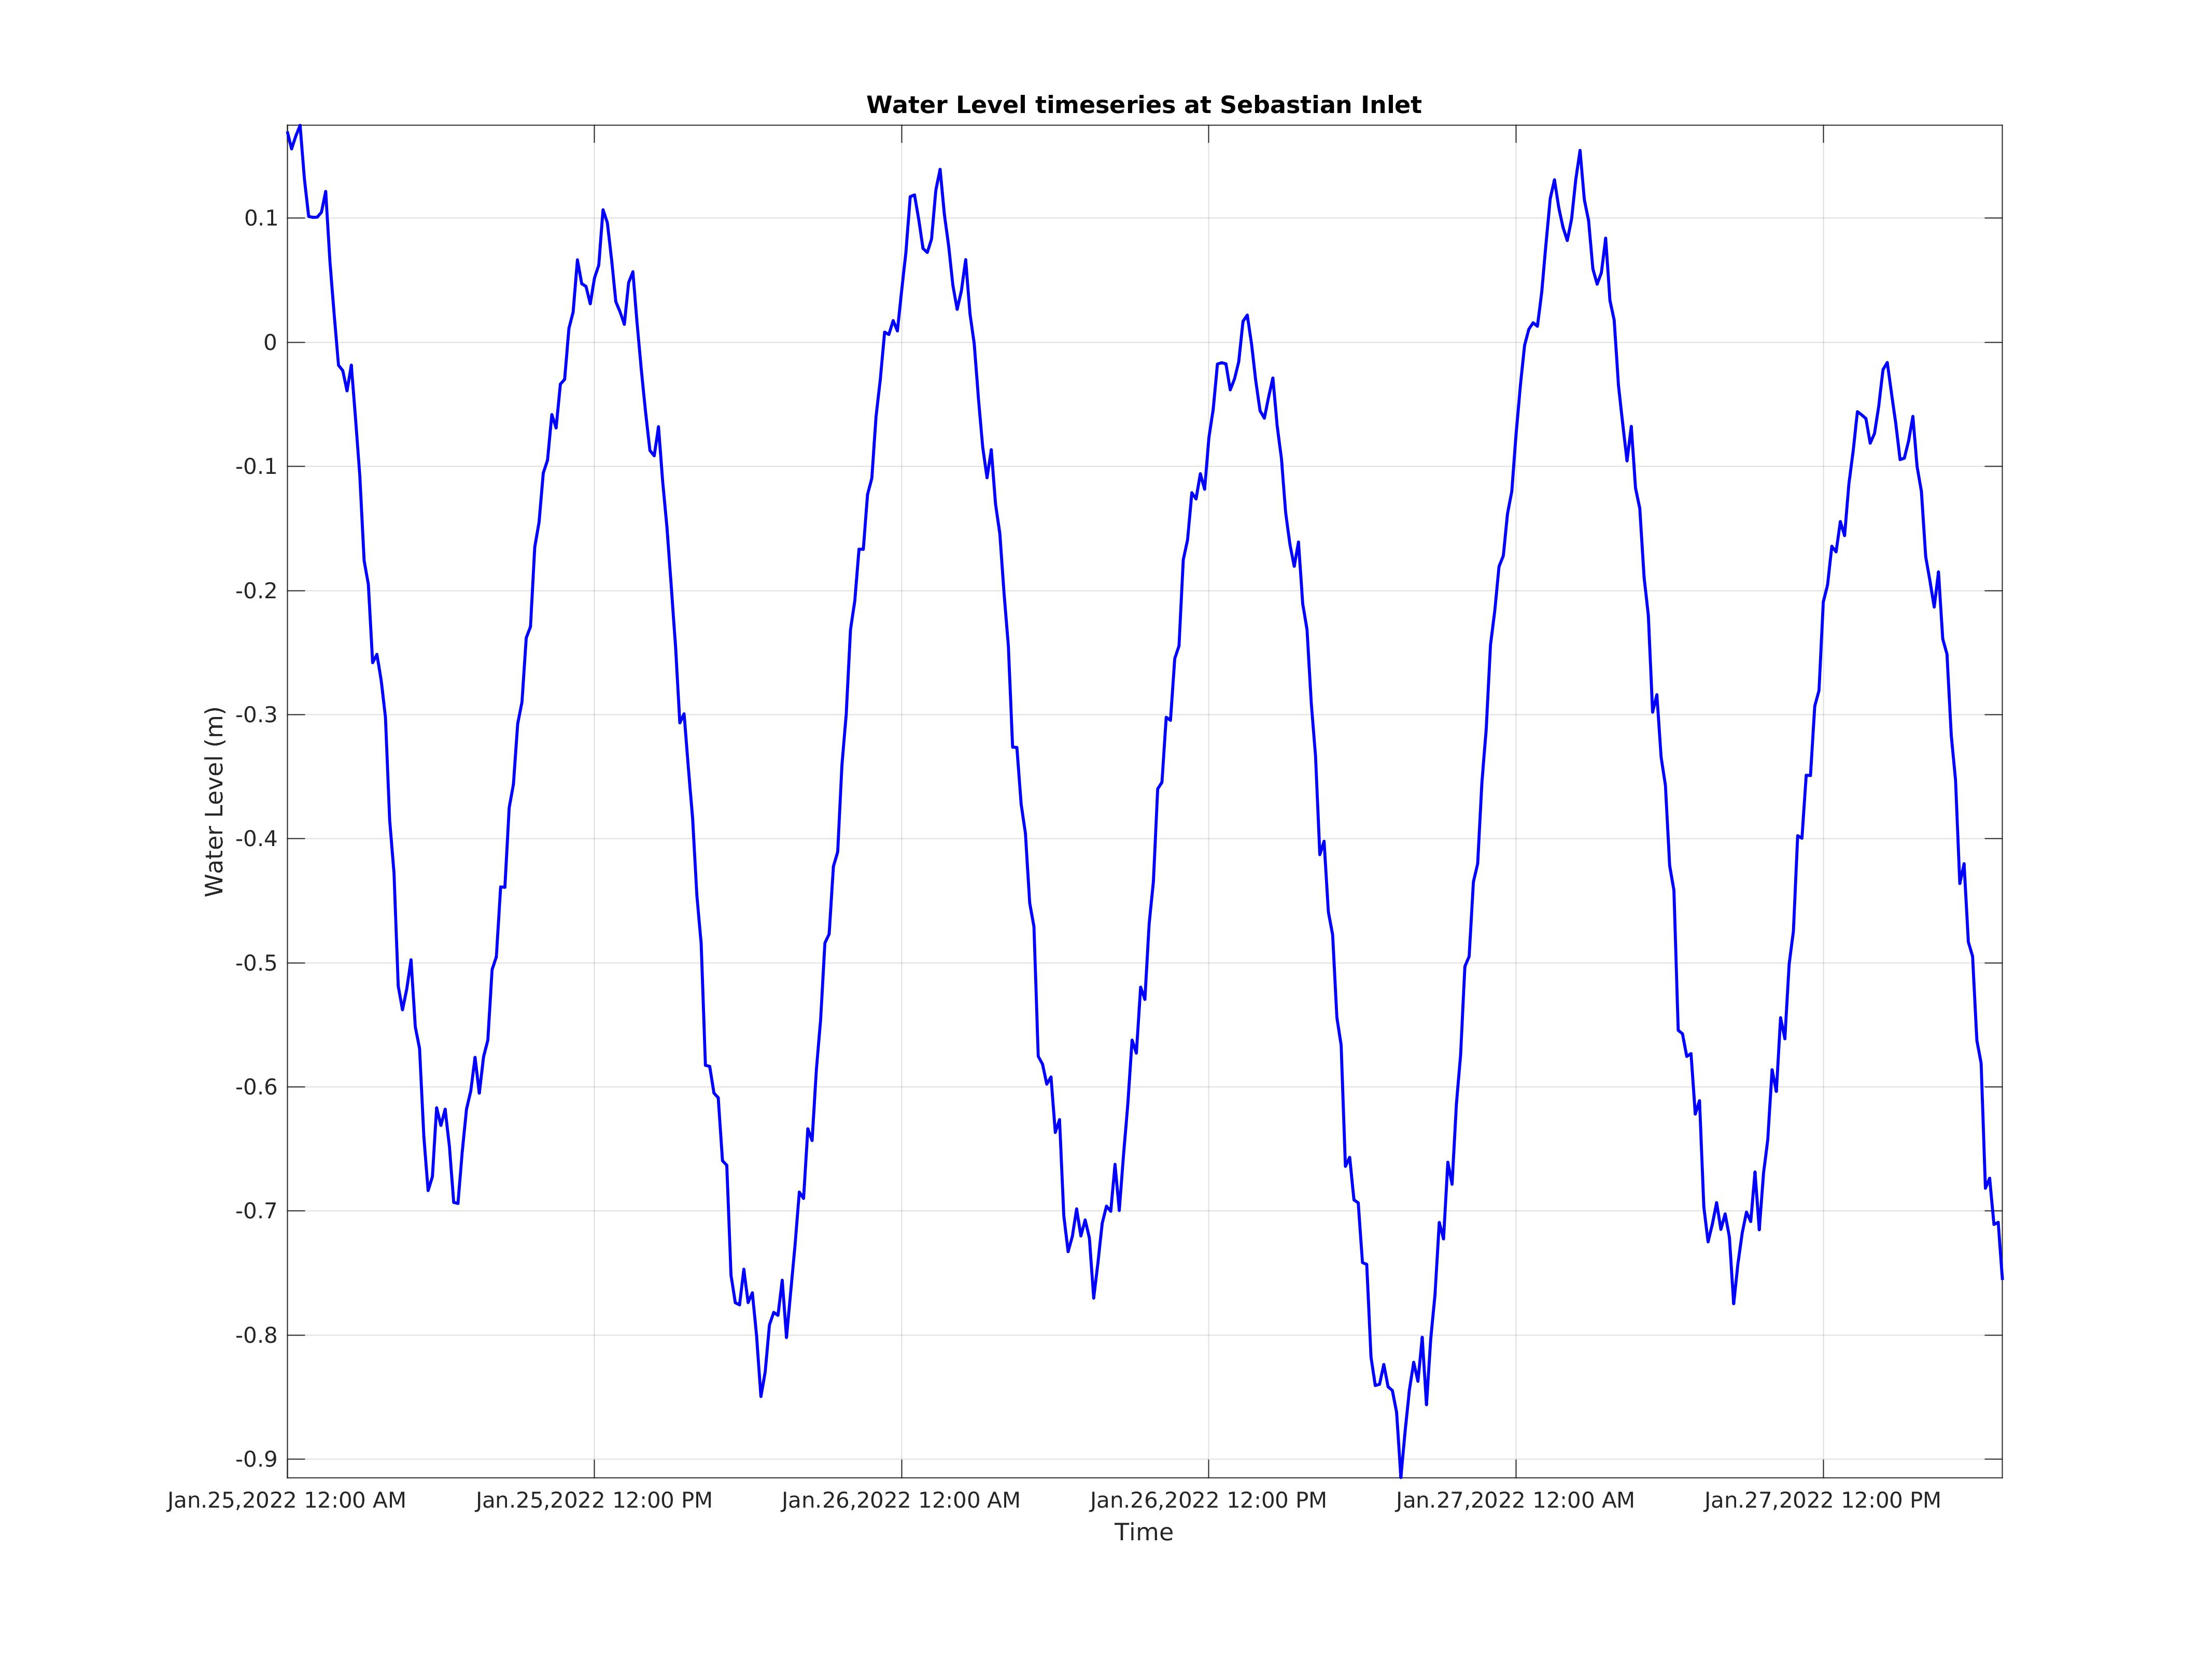 Water Level timeseries at Sebastian Inlet
0.1
0
-0.1
-0.2
-0.3
-0.4
-0.5
-0.6
-0.7
-0.8
-0.9
Water Level (m)
Jan.25,2022 12:00 AM
Jan.25,2022 12:00 PM
Jan.26,2022 12:00 AM
Jan.26,2022 12:00 PM
Jan.27,2022 12:00 AM
Jan.27,2022 12:00 PM
Time